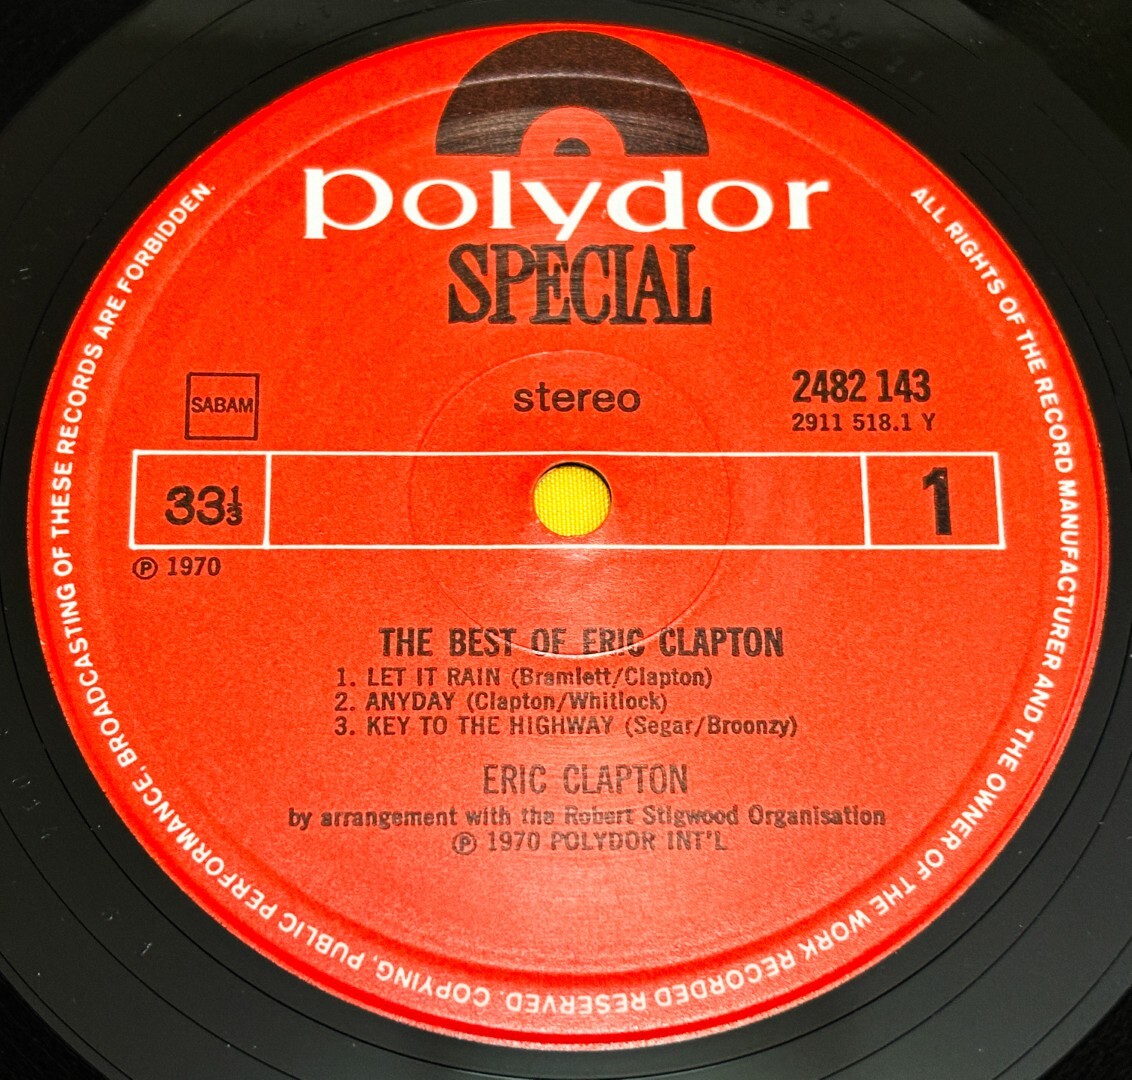 polydor
SPECIAL
SABAM
stereo
2482 143
2911 518.1 Y
33⅓
1
℗ 1970
THE BEST OF ERIC CLAPTON
1. LET IT RAIN (Bramlett/Clapton)
2. ANYDAY (Clapton/Whitlock)
3. KEY TO THE HIGHWAY (Segar/Broonzy)
ERIC CLAPTON
by arrangement with the Robert Stigwood Organisation
℗ 1970 POLYDOR INT'L
ALL RIGHTS OF THE RECORD MANUFACTURER AND THE OWNER OF THE WORK RECORDED RESERVED. COPYING, PUBLIC PERFORMANCE, BROADCASTING OF THESE RECORDS ARE FORBIDDEN.